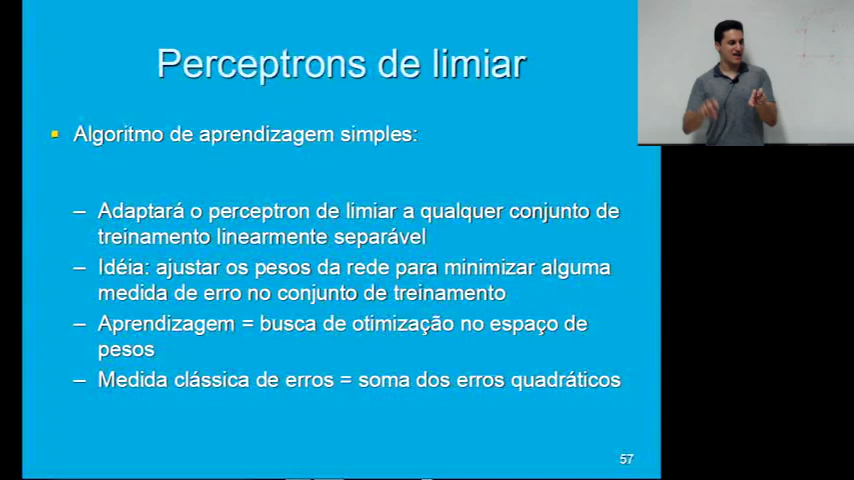 Perceptrons de limiar
Algoritmo de aprendizagem simples:
– Adaptará o perceptron de limiar a qualquer conjunto de
treinamento linearmente separável
– Idéia: ajustar os pesos da rede para minimizar alguma
medida de erro no conjunto de treinamento
– Aprendizagem = busca de otimização no espaço de
pesos
– Medida clássica de erros = soma dos erros quadráticos
57